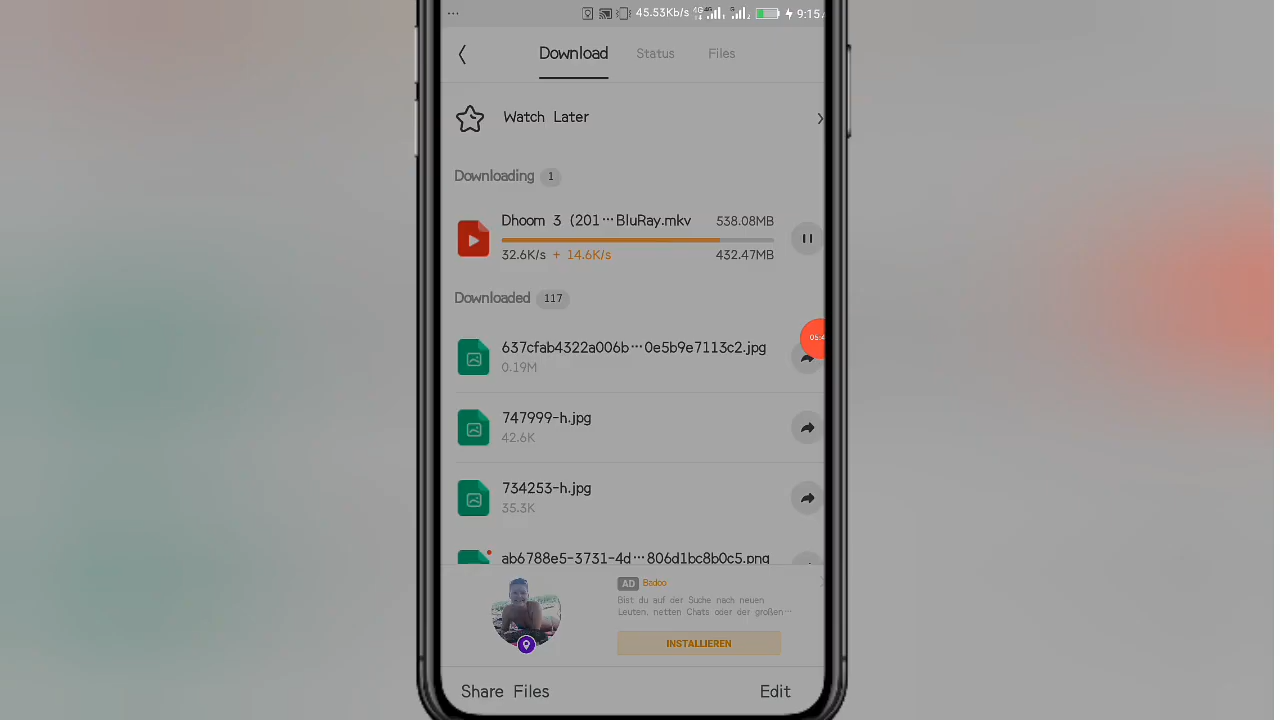 45.53Kb/s 4G 9:15
Download Status Files
Watch Later
Downloading 1
Dhoom 3 (201···BluRay.mkv 538.08MB
32.6K/s + 14.6K/s 432.47MB
Downloaded 117
637cfab4322a006b···0e5b9e7113c2.jpg
0.19M
747999-h.jpg
42.6K
734253-h.jpg
35.3K
ab6788e5-3731-4d···806d1bc8b0c5.png
AD Badoo
Bist du auf der Suche nach neuen
Leuten, netten Chats oder der großen···
INSTALLIEREN
Share Files Edit